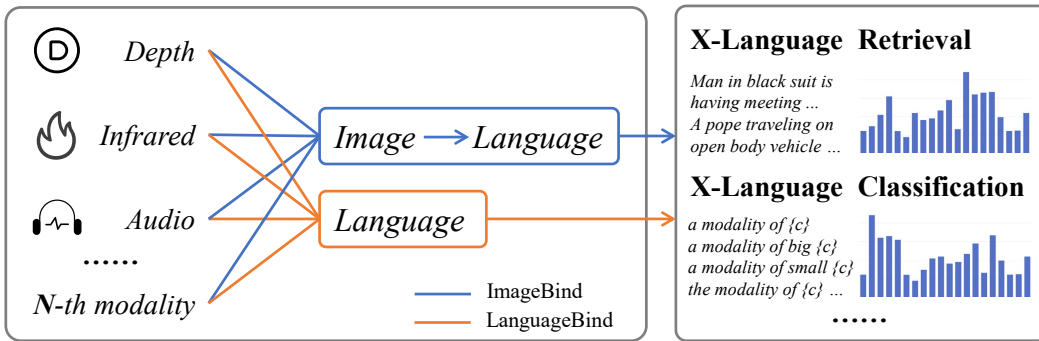 D
Depth
Infrared
Audio
......
N-th modality
Image
Language
Language
ImageBind
LanguageBind
X-Language Retrieval
Man in black suit is
having meeting ...
A pope traveling on
open body vehicle ...
X-Language Classification
a modality of {c}
a modality of big {c}
a modality of small {c}
the modality of {c} ...
......